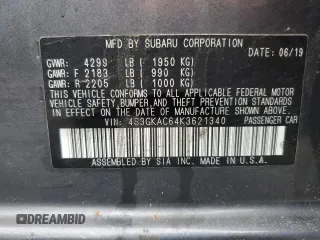 MFD BY SUBARU CORPORATION
GVWR: 4299 LB ( 1950 KG) DATE: 06/19
GAWR: F 2183 LB ( 990 KG)
GAWR: R 2205 LB ( 1000 KG)
THIS VEHICLE CONFORMS TO ALL APPLICABLE FEDERAL MOTOR
VEHICLE SAFETY, BUMPER, AND THEFT PREVENTION STANDARDS
IN EFFECT ON THE DATE OF MANUFACTURE SHOWN ABOVE.
VIN: 4S3GKAC64K3621340 PASSENGER CAR
ASSEMBLED BY SIA INC. MADE IN U.S.A.
DREAMBID